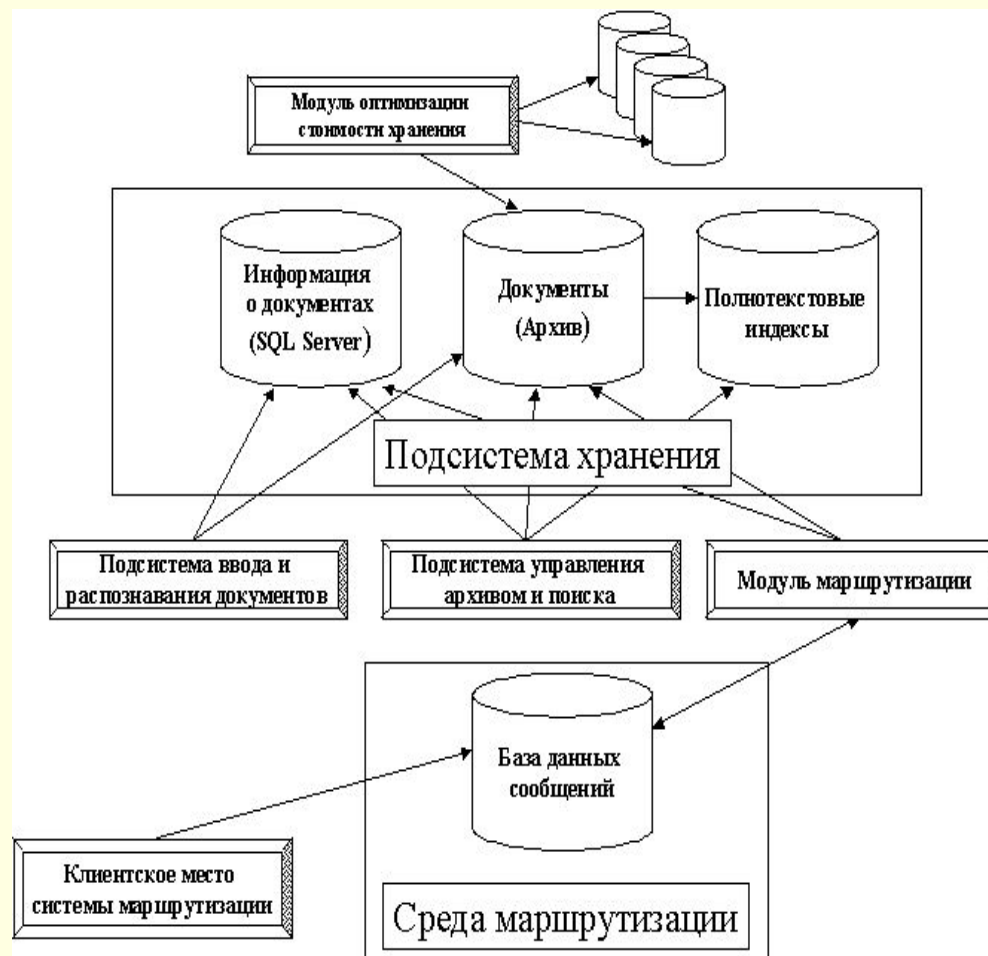 Модуль оптимизации
стоимости хранения
Информация
о документах
(SQL Server)
Документы
(Архив)
Полнотекстовые
индексы
Подсистема хранения
Подсистема ввода и
распознавания документов
Подсистема управления
архивом и поиска
Модуль маршрутизации
База данных
сообщений
Клиентское место
системы маршрутизации
Среда маршрутизации